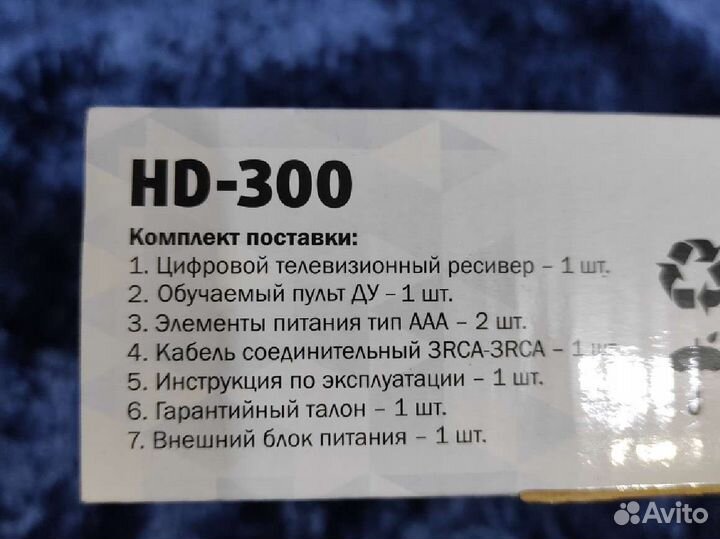 HD-300
Комплект поставки:
1. Цифровой телевизионный ресивер – 1 шт.
2. Обучаемый пульт ДУ – 1 шт.
3. Элементы питания тип ААА – 2 шт.
4. Кабель соединительный 3RCA-3RCA – 1 шт.
5. Инструкция по эксплуатации – 1 шт.
6. Гарантийный талон – 1 шт.
7. Внешний блок питания – 1 шт.
Avito